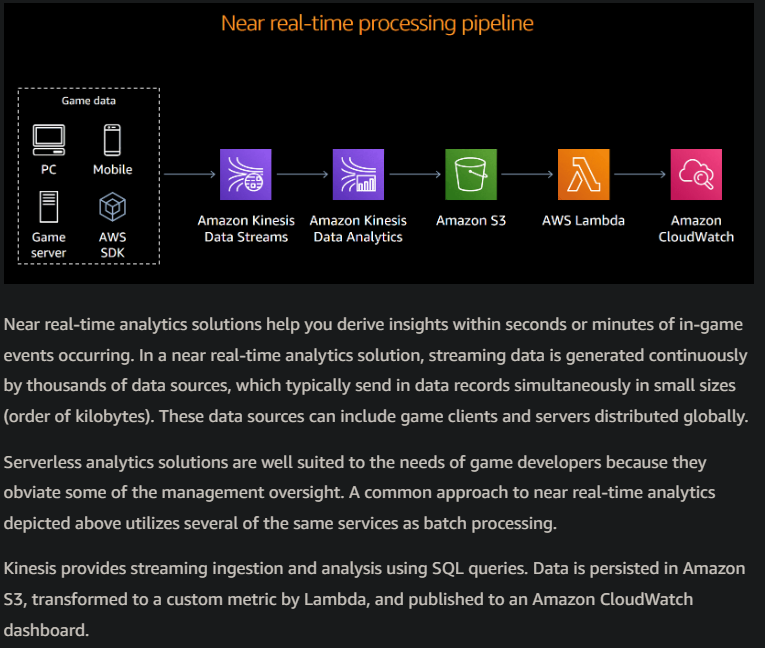 Near real-time processing pipeline
Game data
PC
Mobile
Game
server
AWS
SDK
Amazon Kinesis
Data Streams
Amazon Kinesis
Data Analytics
Amazon S3
AWS Lambda
Amazon
CloudWatch
Near real-time analytics solutions help you derive insights within seconds or minutes of in-game
events occurring. In a near real-time analytics solution, streaming data is generated continuously
by thousands of data sources, which typically send in data records simultaneously in small sizes
(order of kilobytes). These data sources can include game clients and servers distributed globally.
Serverless analytics solutions are well suited to the needs of game developers because they
obviate some of the management oversight. A common approach to near real-time analytics
depicted above utilizes several of the same services as batch processing.
Kinesis provides streaming ingestion and analysis using SQL queries. Data is persisted in Amazon
S3, transformed to a custom metric by Lambda, and published to an Amazon CloudWatch
dashboard.